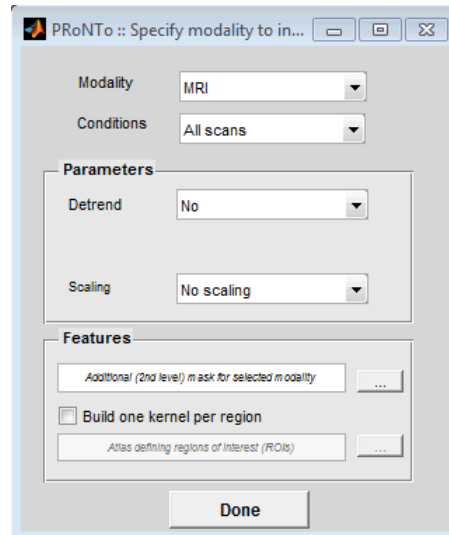 PRoNTo :: Specify modality to in...
Modality MRI
Conditions All scans
Parameters
Detrend No
Scaling No scaling
Features
Additional (2nd level) mask for selected modality ...
Build one kernel per region
Atlas defining regions of interest (ROIs) ...
Done